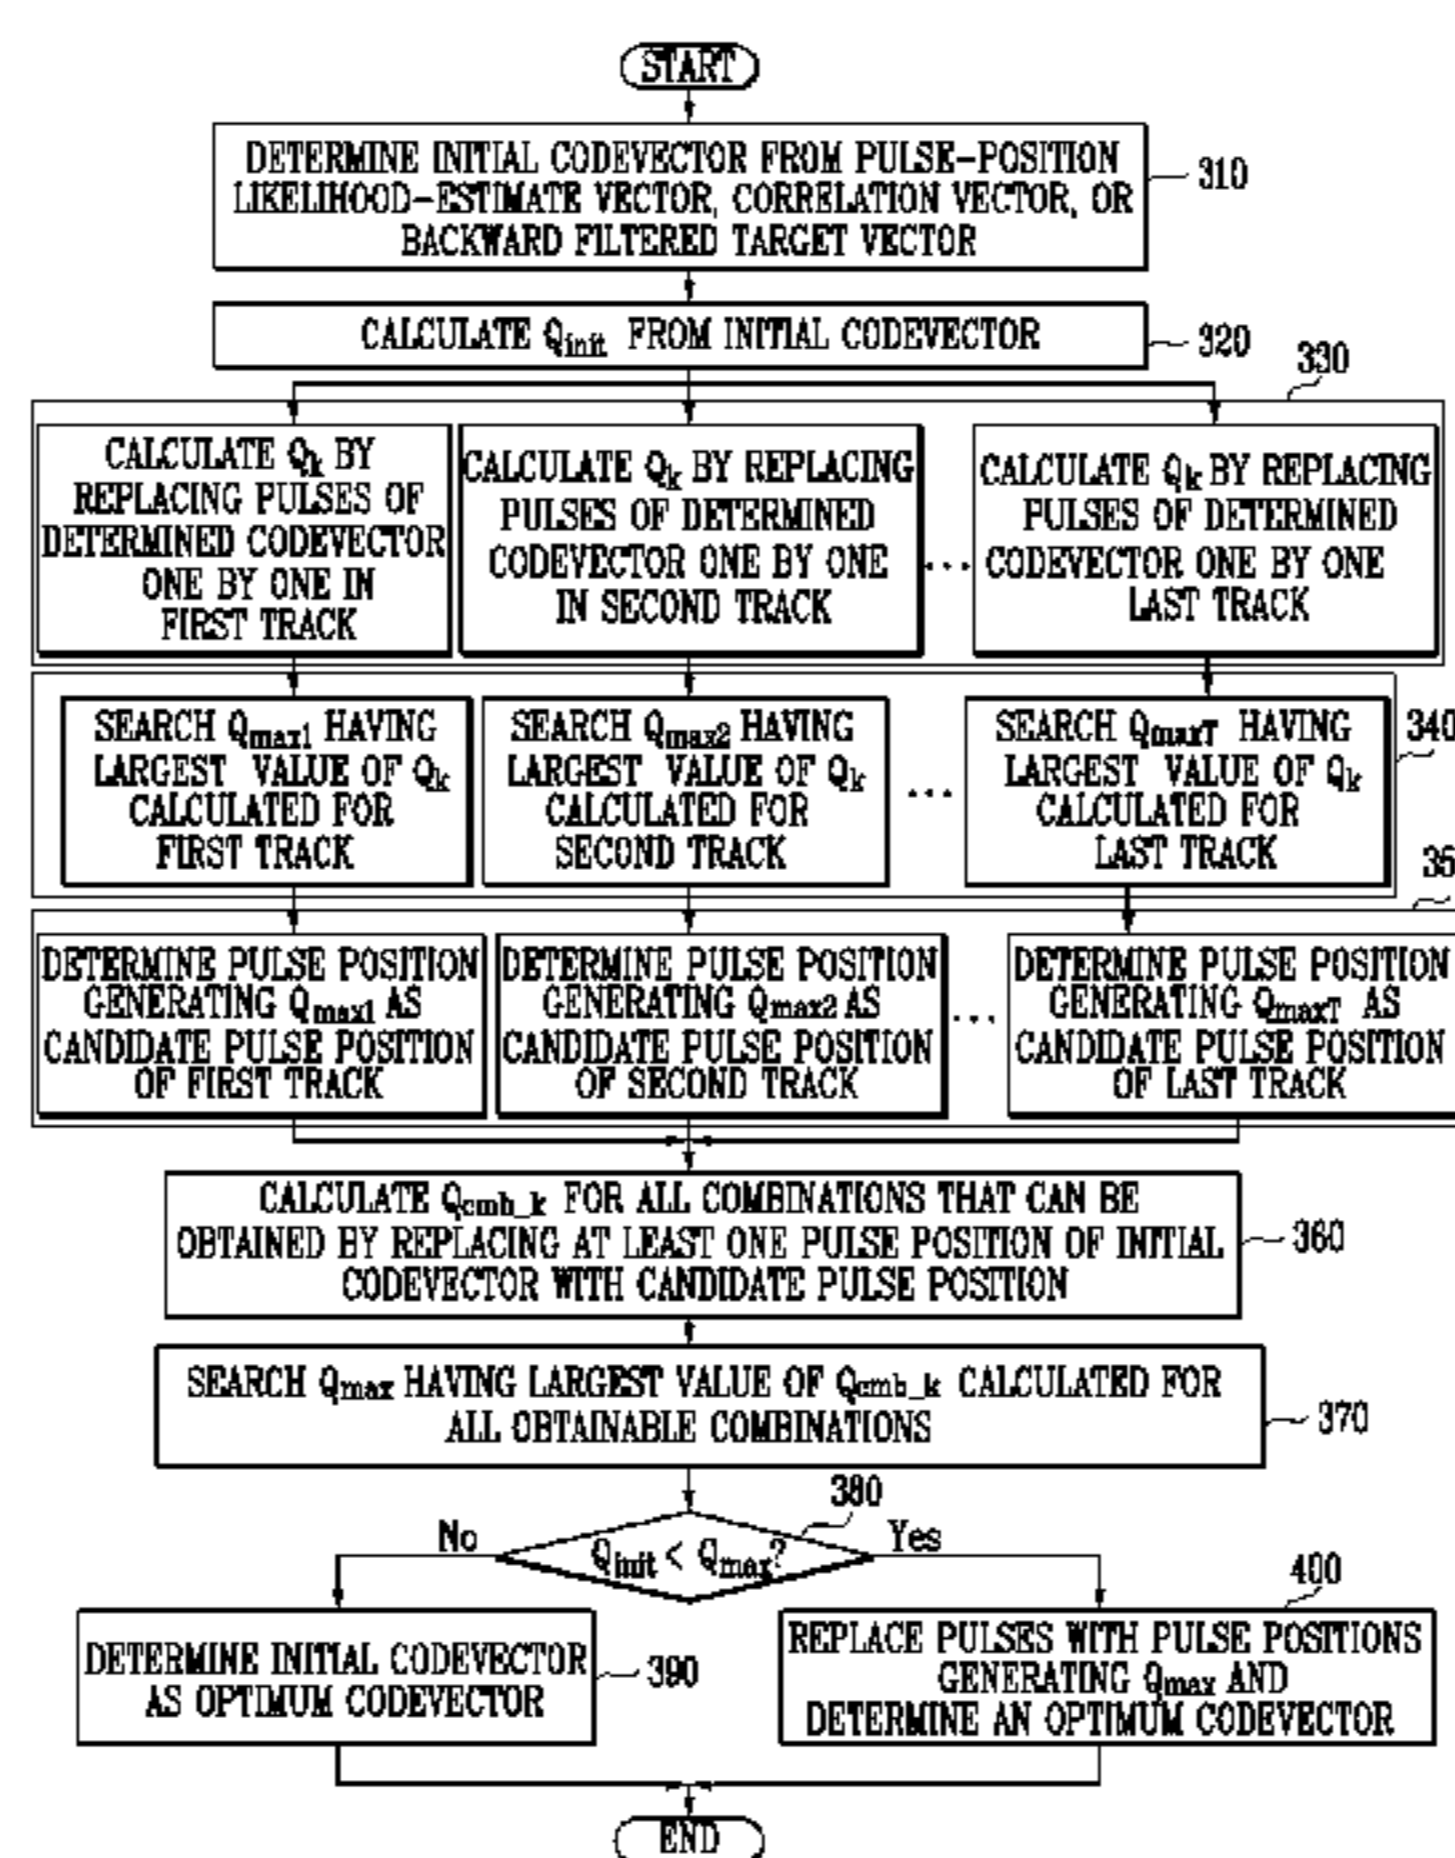 START
DETERMINE INITIAL CODEVECTOR FROM PULSE-POSITION
LIKELIHOOD-ESTIMATE VECTOR, CORRELATION VECTOR, OR
BACKWARD FILTERED TARGET VECTOR
310
CALCULATE Qinit FROM INITIAL CODEVECTOR
320
330
CALCULATE Qk BY
REPLACING PULSES OF
DETERMINED CODEVECTOR
ONE BY ONE IN
FIRST TRACK
CALCULATE Qk BY REPLACING
PULSES OF DETERMINED
CODEVECTOR ONE BY ONE
IN SECOND TRACK
...
CALCULATE Qk BY REPLACING
PULSES OF DETERMINED
CODEVECTOR ONE BY ONE
LAST TRACK
SEARCH Qmax1 HAVING
LARGEST VALUE OF Qk
CALCULATED FOR
FIRST TRACK
SEARCH Qmax2 HAVING
LARGEST VALUE OF Qk
CALCULATED FOR
SECOND TRACK
...
SEARCH QmaxT HAVING
LARGEST VALUE OF Qk
CALCULATED FOR
LAST TRACK
340
DETERMINE PULSE POSITION
GENERATING Qmax1 AS
CANDIDATE PULSE POSITION
OF FIRST TRACK
DETERMINE PULSE POSITION
GENERATING Qmax2 AS
CANDIDATE PULSE POSITION
OF SECOND TRACK
...
DETERMINE PULSE POSITION
GENERATING QmaxT AS
CANDIDATE PULSE POSITION
OF LAST TRACK
CALCULATE Qcmb_k FOR ALL COMBINATIONS THAT CAN BE
OBTAINED BY REPLACING AT LEAST ONE PULSE POSITION OF INITIAL
CODEVECTOR WITH CANDIDATE PULSE POSITION
360
SEARCH Qmax HAVING LARGEST VALUE OF Qcmb_k CALCULATED FOR
ALL OBTAINABLE COMBINATIONS
370
380
No
Qinit < Qmax?
Yes
DETERMINE INITIAL CODEVECTOR
AS OPTIMUM CODEVECTOR
390
400
REPLACE PULSES WITH PULSE POSITIONS
GENERATING Qmax AND
DETERMINE AN OPTIMUM CODEVECTOR
END